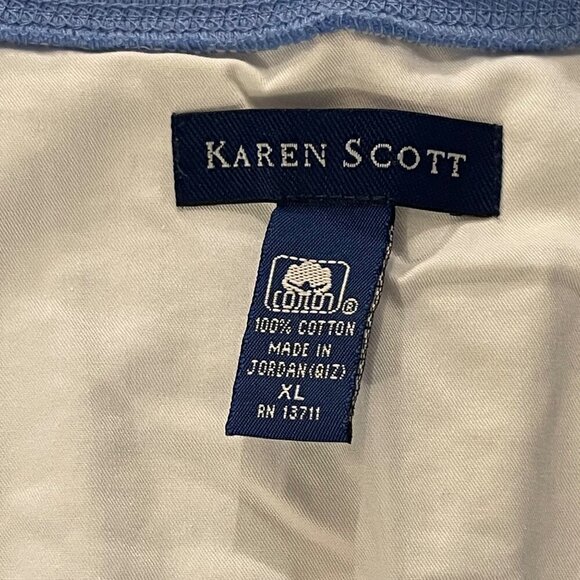 KAREN SCOTT
COTTON ®
100% COTTON
MADE IN
JORDAN(QIZ)
XL
RN 13711